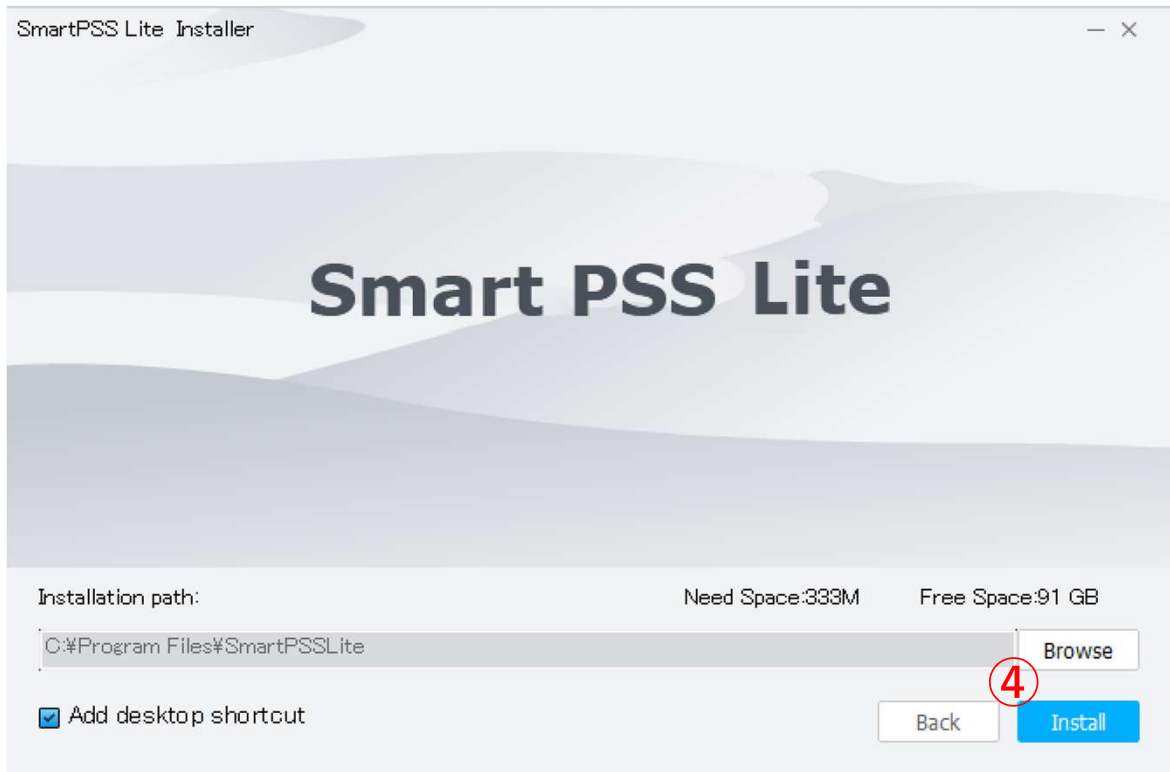 SmartPSS Lite Installer
Smart PSS Lite
Installation path:
Need Space:333M
Free Space:91 GB
C:¥Program Files¥SmartPSSLite
Browse
④
Add desktop shortcut
Back
Install